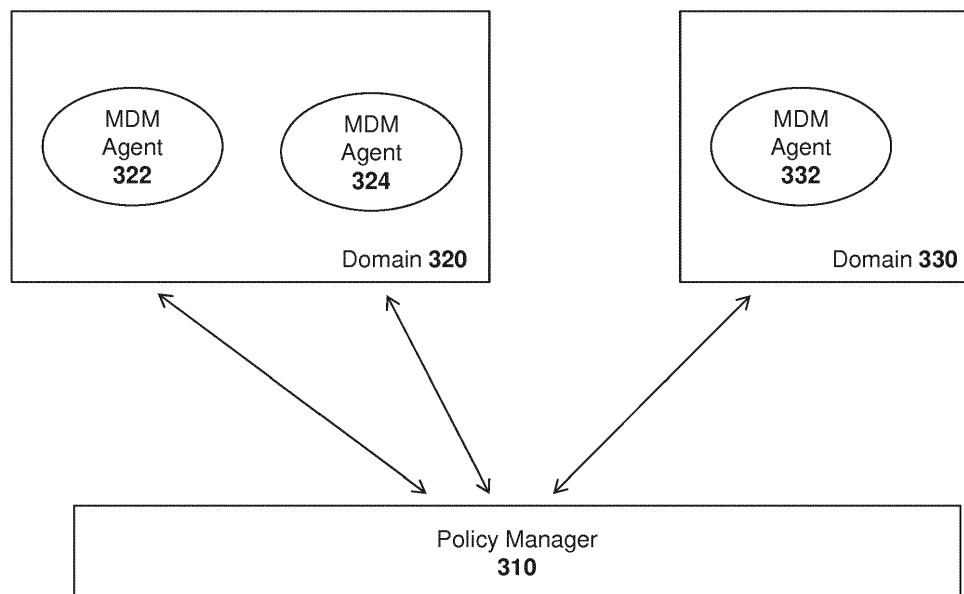 MDM
Agent
322
MDM
Agent
324
Domain 320
MDM
Agent
332
Domain 330
Policy Manager
310